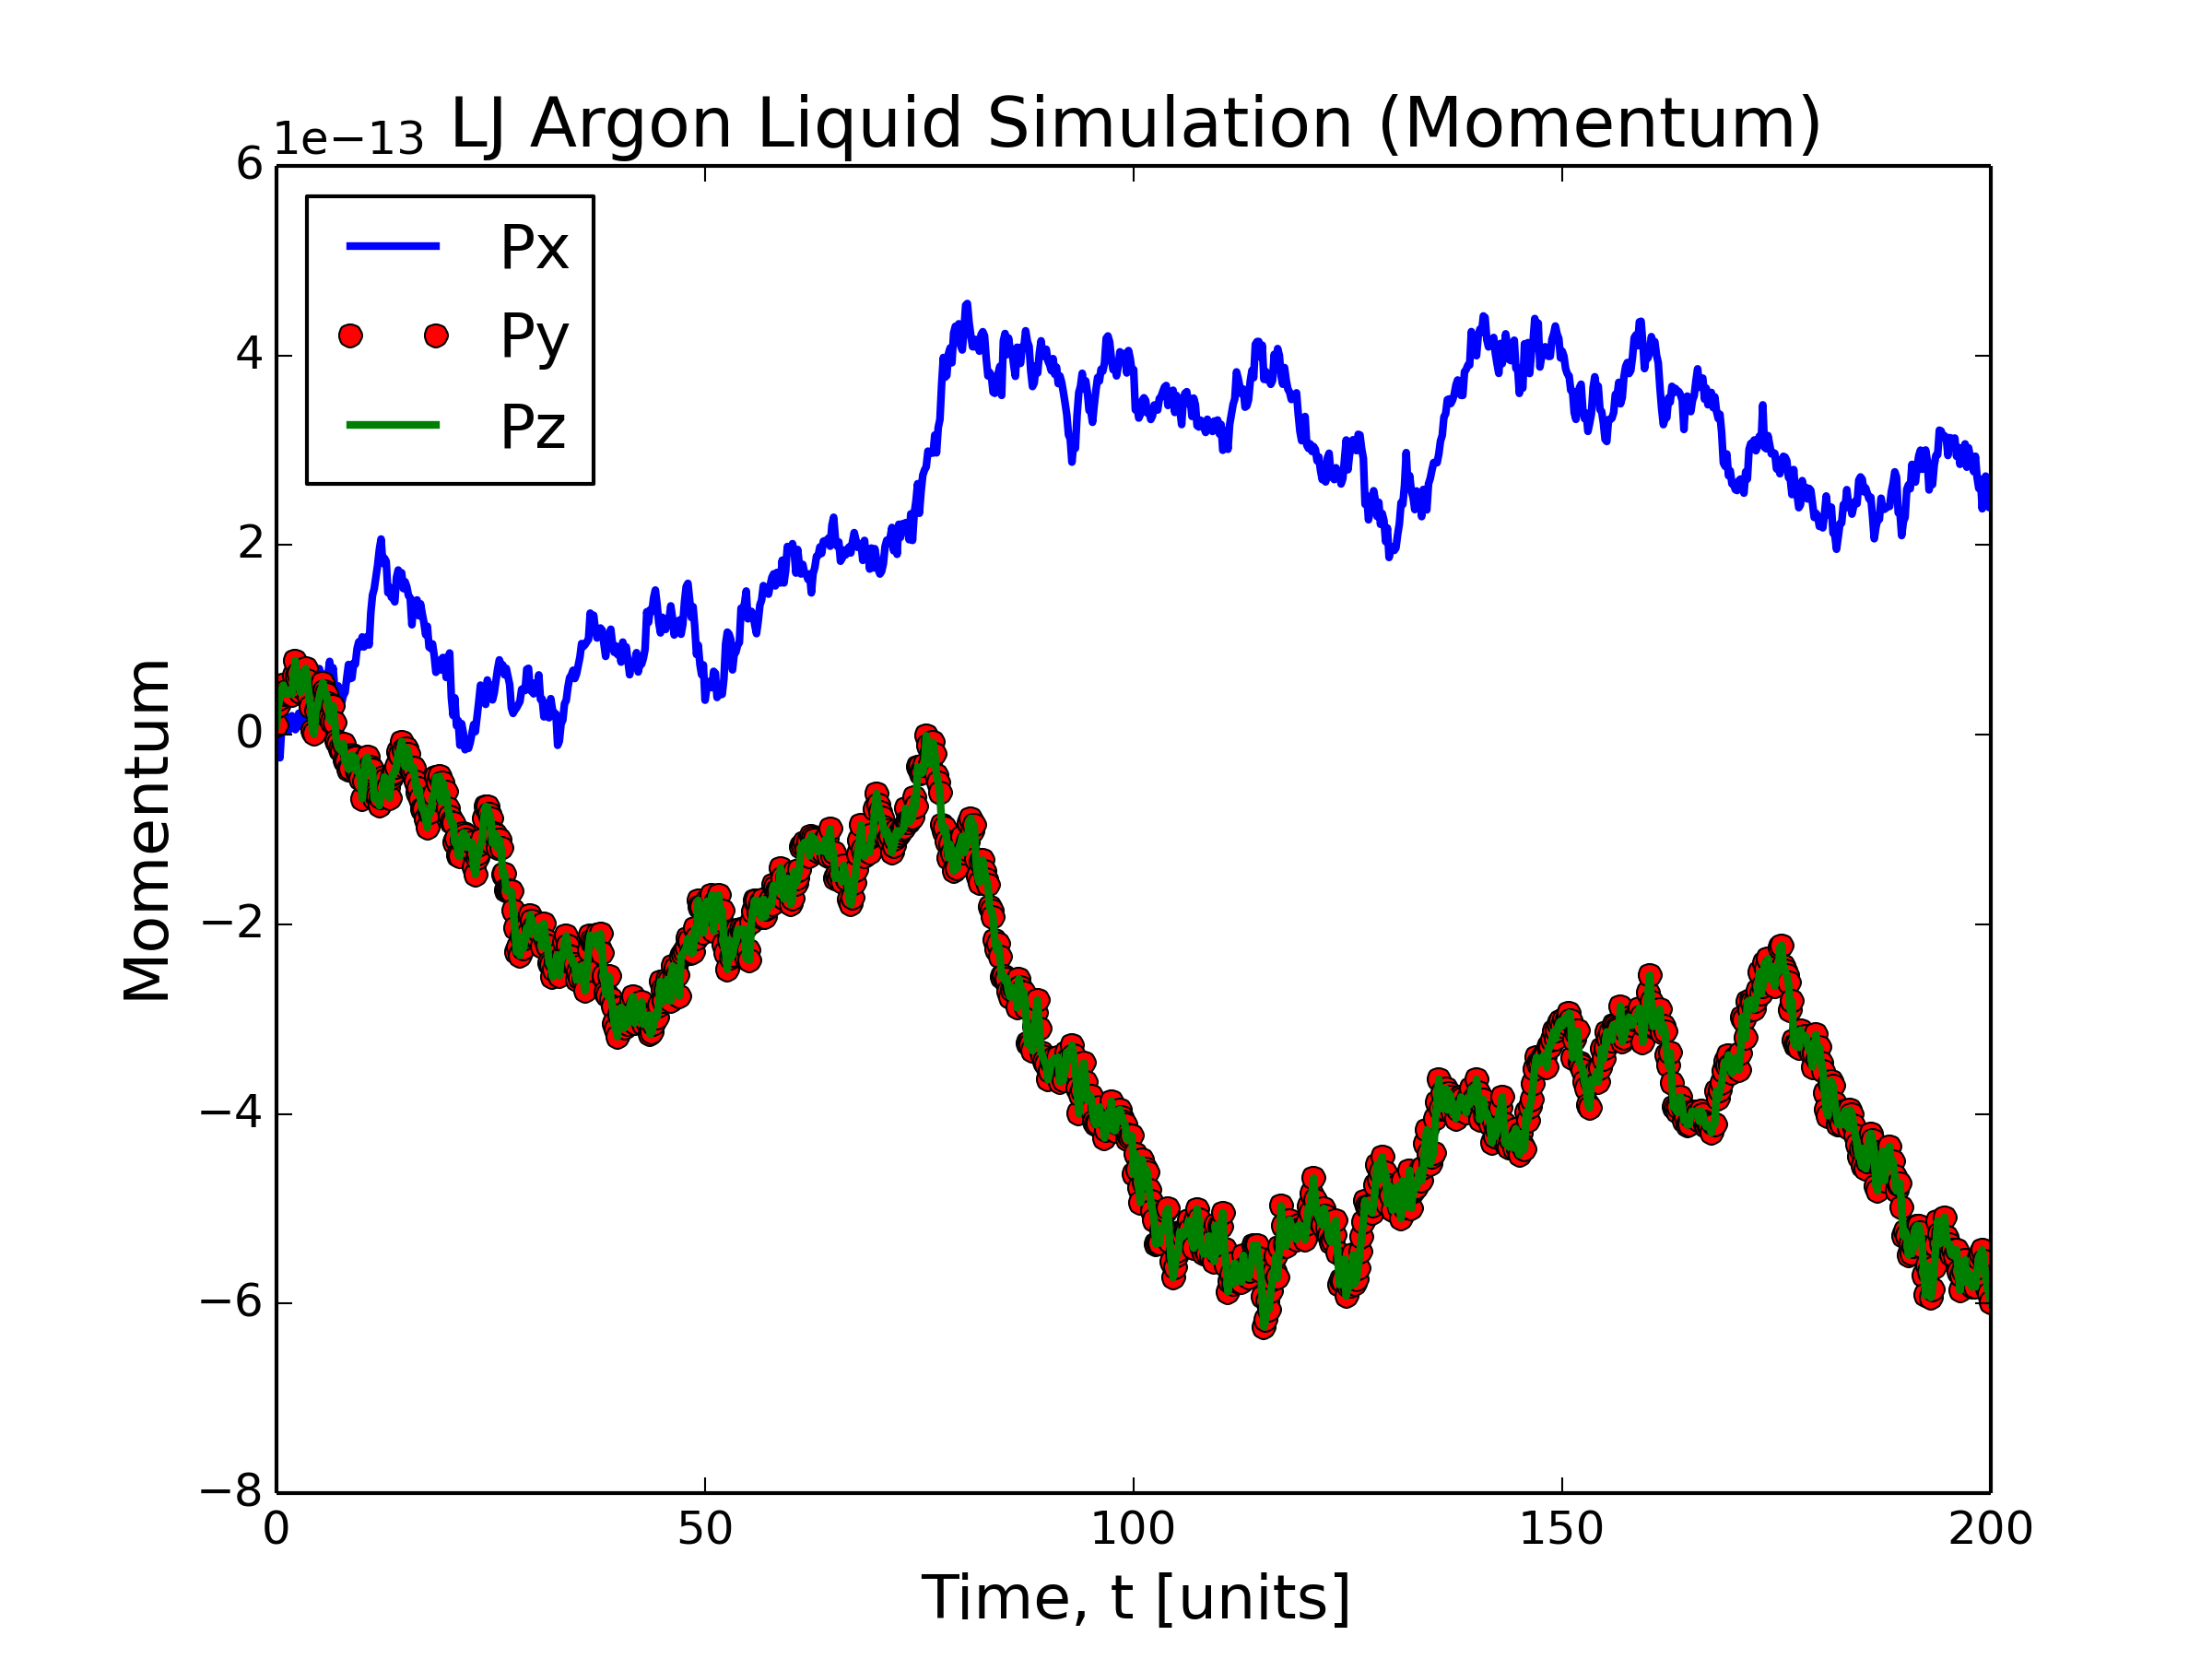 LJ Argon Liquid Simulation (Momentum)
1e−13
6
4
2
0
−2
−4
−6
−8
Px
Py
Pz
Momentum
0 50 100 150 200
Time, t [units]